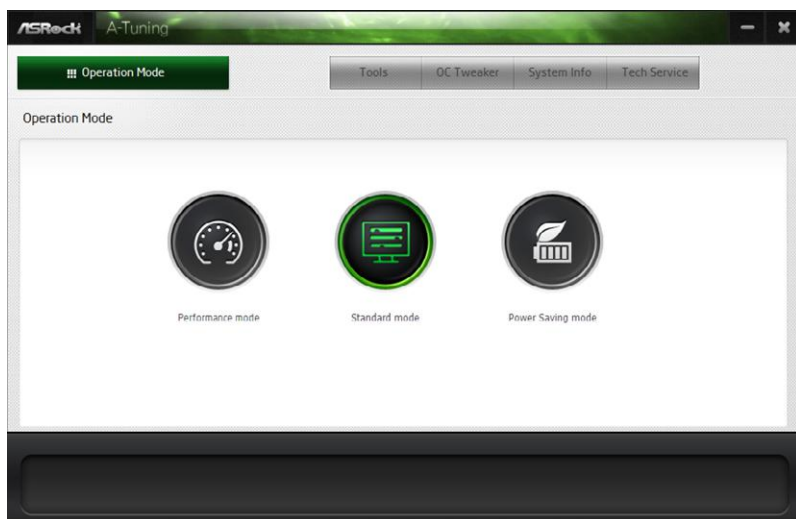 ASRock A-Tuning
Operation Mode Tools OC Tweaker System Info Tech Service
Operation Mode
Performance mode Standard mode Power Saving mode